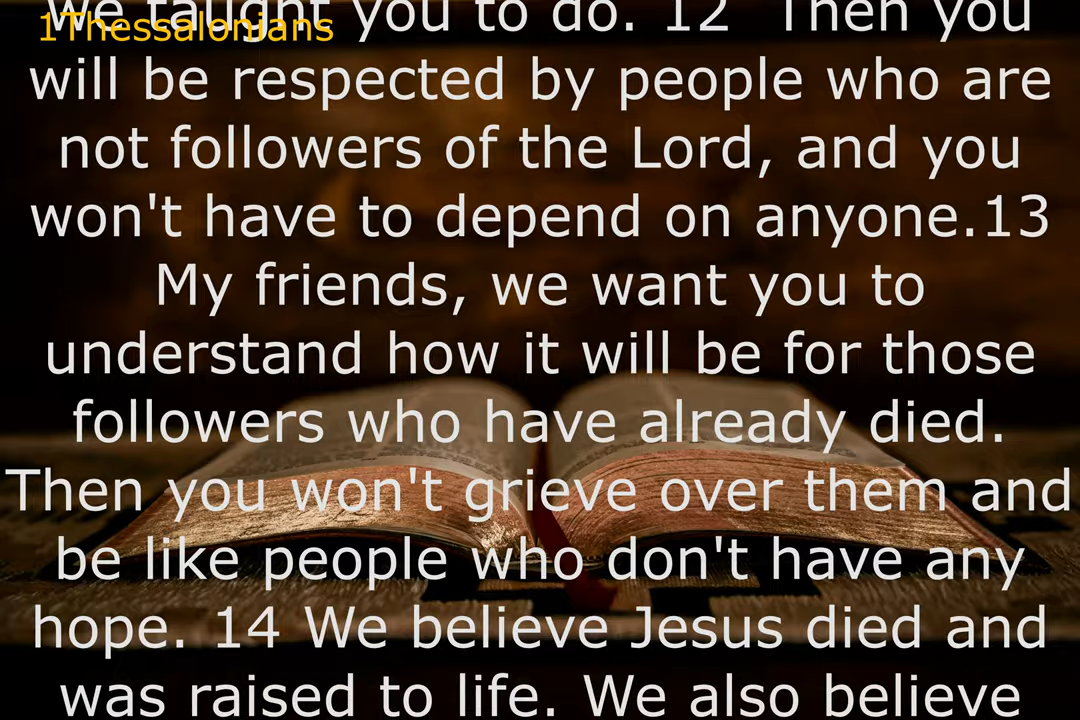 1Thessalonians
we taught you to do. 12 Then you
will be respected by people who are
not followers of the Lord, and you
won't have to depend on anyone.13
My friends, we want you to
understand how it will be for those
followers who have already died.
Then you won't grieve over them and
be like people who don't have any
hope. 14 We believe Jesus died and
was raised to life. We also believe